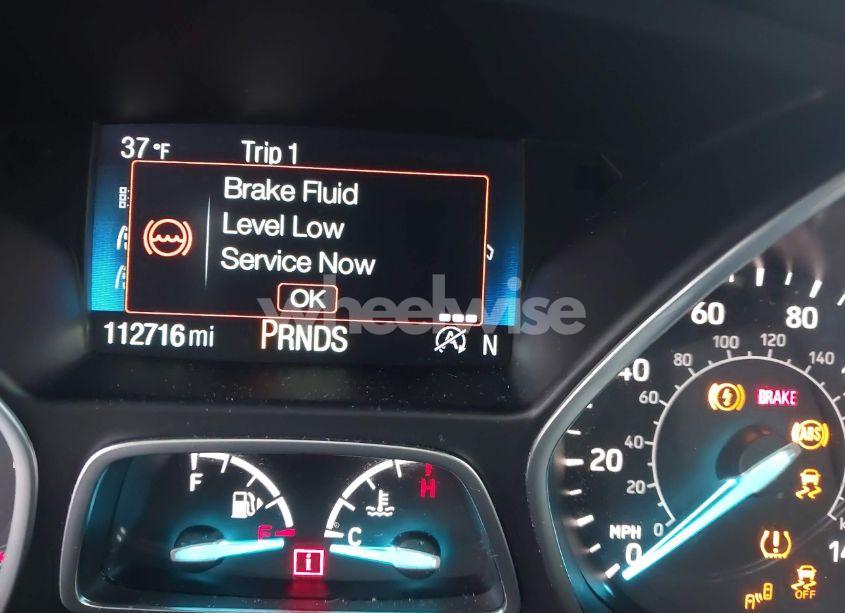 37 °F Trip 1
Brake Fluid
Level Low
Service Now
OK
wheelwise
112716 mi PRNDS A N
60 80
80 100 120 140
40 60
BRAKE
ABS
20 40
20
MPH 0
0
F
H
E C
i
OFF